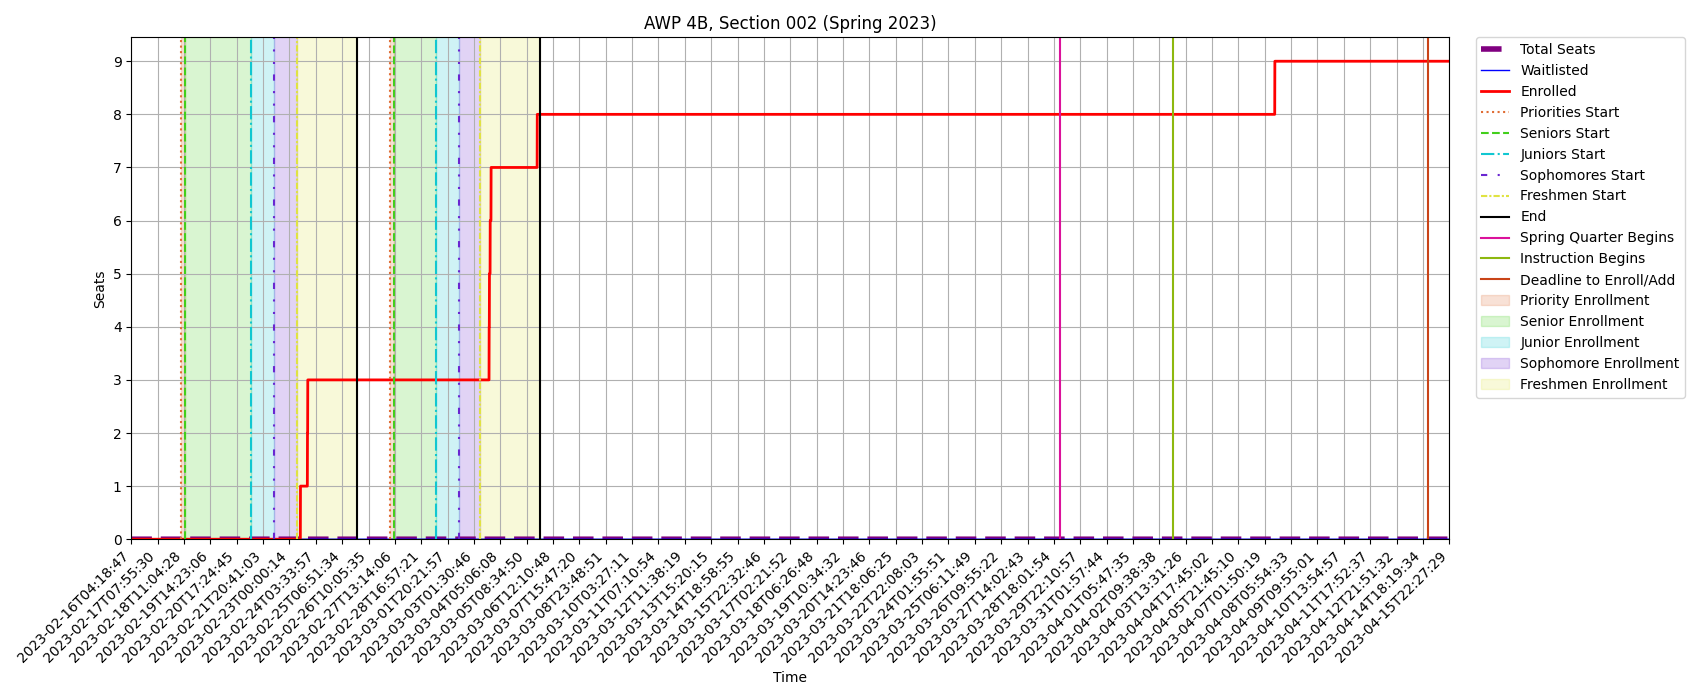 AWP 4B, Section 002 (Spring 2023)
Seats
9
8
7
6
5
4
3
2
1
0
2023-02-16T04:18:47
2023-02-17T07:55:30
2023-02-18T11:04:28
2023-02-19T14:23:06
2023-02-20T17:24:45
2023-02-21T20:41:03
2023-02-23T00:00:14
2023-02-24T03:33:57
2023-02-25T06:51:34
2023-02-26T10:05:35
2023-02-27T13:14:06
2023-02-28T16:57:21
2023-03-01T20:21:57
2023-03-03T01:30:46
2023-03-04T05:06:08
2023-03-05T08:34:50
2023-03-06T12:10:48
2023-03-07T15:47:20
2023-03-08T23:48:51
2023-03-10T03:27:11
2023-03-11T07:10:54
2023-03-12T11:38:19
2023-03-13T15:20:15
2023-03-14T18:58:55
2023-03-15T22:32:46
2023-03-17T02:21:52
2023-03-18T06:26:48
2023-03-19T10:34:32
2023-03-20T14:23:46
2023-03-21T18:06:25
2023-03-22T22:08:03
2023-03-24T01:55:51
2023-03-25T06:11:49
2023-03-26T09:55:22
2023-03-27T14:02:43
2023-03-28T18:01:54
2023-03-29T22:10:57
2023-03-31T01:57:44
2023-04-01T05:47:35
2023-04-02T09:38:38
2023-04-03T13:31:26
2023-04-04T17:45:02
2023-04-05T21:45:10
2023-04-07T01:50:19
2023-04-08T05:54:33
2023-04-09T09:55:01
2023-04-10T13:54:57
2023-04-11T17:52:37
2023-04-12T21:51:32
2023-04-14T18:19:34
2023-04-15T22:27:29
Time
Total Seats
Waitlisted
Enrolled
Priorities Start
Seniors Start
Juniors Start
Sophomores Start
Freshmen Start
End
Spring Quarter Begins
Instruction Begins
Deadline to Enroll/Add
Priority Enrollment
Senior Enrollment
Junior Enrollment
Sophomore Enrollment
Freshmen Enrollment